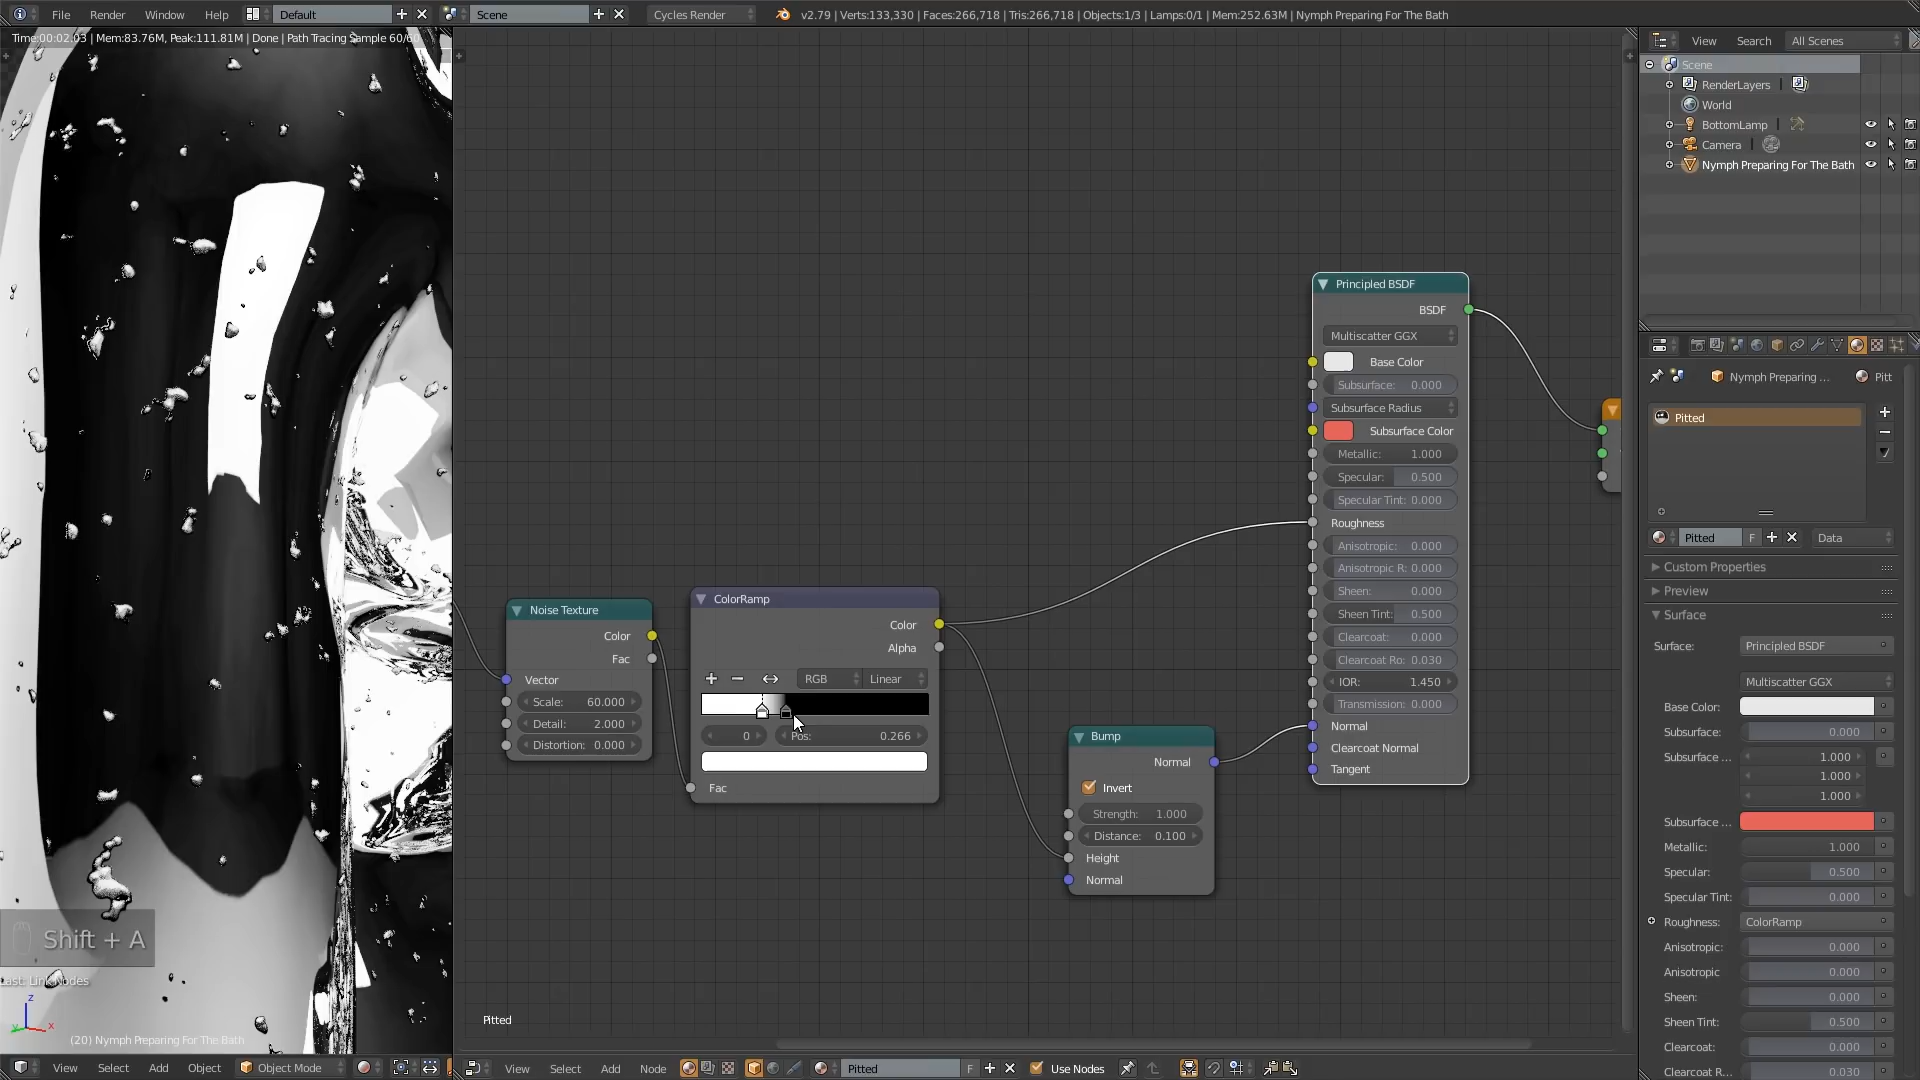 File Render Window Help Default Scene Cycles Render v2.79 | Verts:133,330 | Faces:266,718 | Tris:266,718 | Objects:1/3 | Lamps:0/1 | Mem:252.63M | Nymph Preparing For The Bath
Time:00:02.03 | Mem:83.76M, Peak:111.81M | Done | Path Tracing Sample 60/60
Shift + A
Last: Link Nodes
z
y x
(20) Nymph Preparing For The Bath
View Select Add Object Object Mode
Noise Texture
Color
Fac
Vector
Scale: 60.000
Detail: 2.000
Distortion: 0.000
ColorRamp
Color
Alpha
RGB Linear
0 Pos: 0.266
Fac
Bump
Normal
Invert
Strength: 1.000
Distance: 0.100
Height
Normal
Principled BSDF
BSDF
Multiscatter GGX
Base Color
Subsurface: 0.000
Subsurface Radius
Subsurface Color
Metallic: 1.000
Specular: 0.500
Specular Tint: 0.000
Roughness
Anisotropic: 0.000
Anisotropic R: 0.000
Sheen: 0.000
Sheen Tint: 0.500
Clearcoat: 0.000
Clearcoat Ro: 0.030
IOR: 1.450
Transmission: 0.000
Normal
Clearcoat Normal
Tangent
Pitted
View Select Add Node Pitted F Use Nodes
View Search All Scenes
Scene
RenderLayers |
World
BottomLamp |
Camera |
Nymph Preparing For The Bath
Nymph Preparing ... Pitt
Pitted
Pitted F Data
Custom Properties
Preview
Surface
Surface: Principled BSDF
Multiscatter GGX
Base Color:
Subsurface: 0.000
Subsurface ... 1.000
1.000
1.000
Subsurface ...
Metallic: 1.000
Specular: 0.500
Specular Tint: 0.000
Roughness: ColorRamp
Anisotropic: 0.000
Anisotropic 0.000
Sheen: 0.000
Sheen Tint: 0.500
Clearcoat: 0.000
Clearcoat R... 0.030